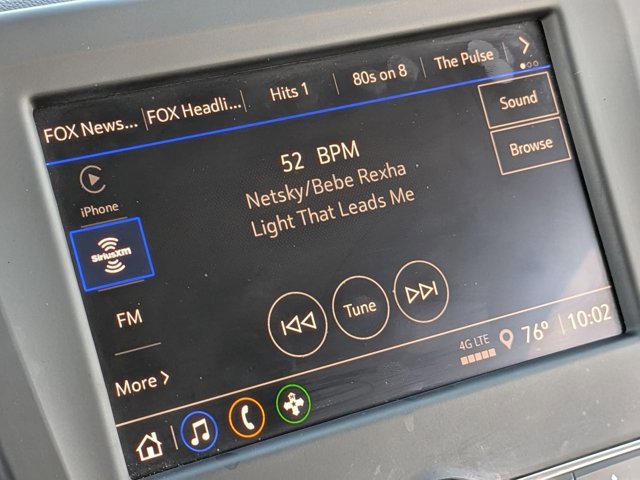 FOX News... FOX Headli... Hits 1 80s on 8 The Pulse
Sound
Browse
52 BPM
Netsky/Bebe Rexha
Light That Leads Me
iPhone
SiriusXM
FM
More
Tune
4G LTE 76° 10:02